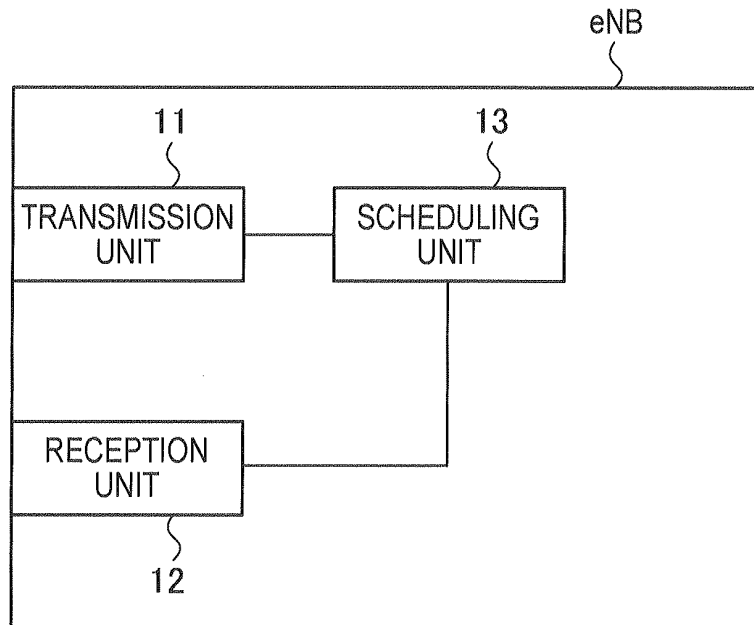 eNB
11
13
TRANSMISSION
UNIT
SCHEDULING
UNIT
RECEPTION
UNIT
12